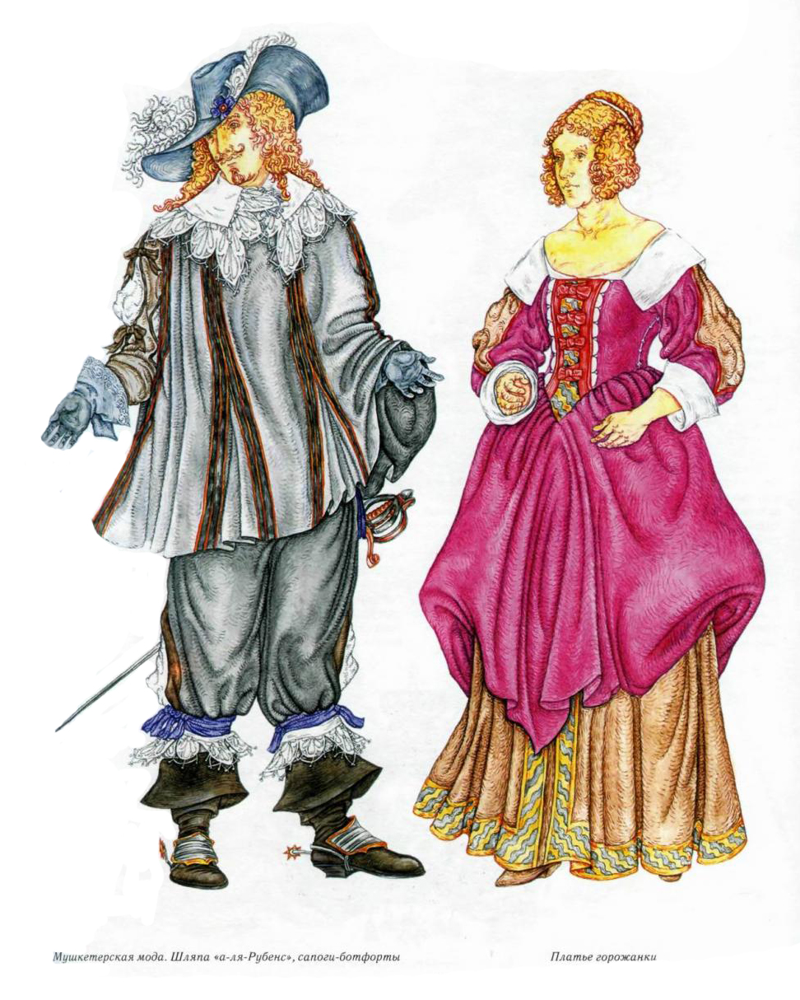 Мушкетерская мода. Шляпа «а-ля-Рубенс», сапоги-ботфорты
Платье горожанки